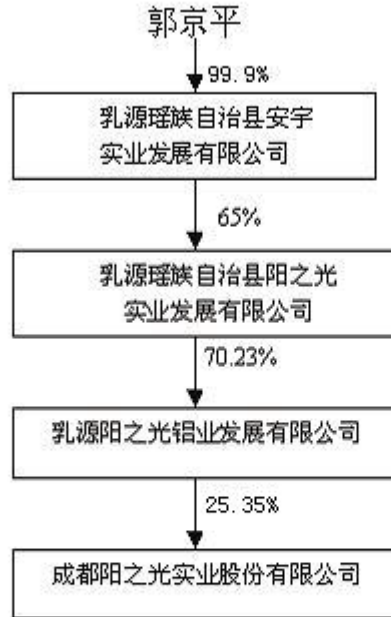 郭京平
99.9%
乳源瑶族自治县安宇
实业发展有限公司
65%
乳源瑶族自治县阳之光
实业发展有限公司
70.23%
乳源阳之光铝业发展有限公司
25.35%
成都阳之光实业股份有限公司